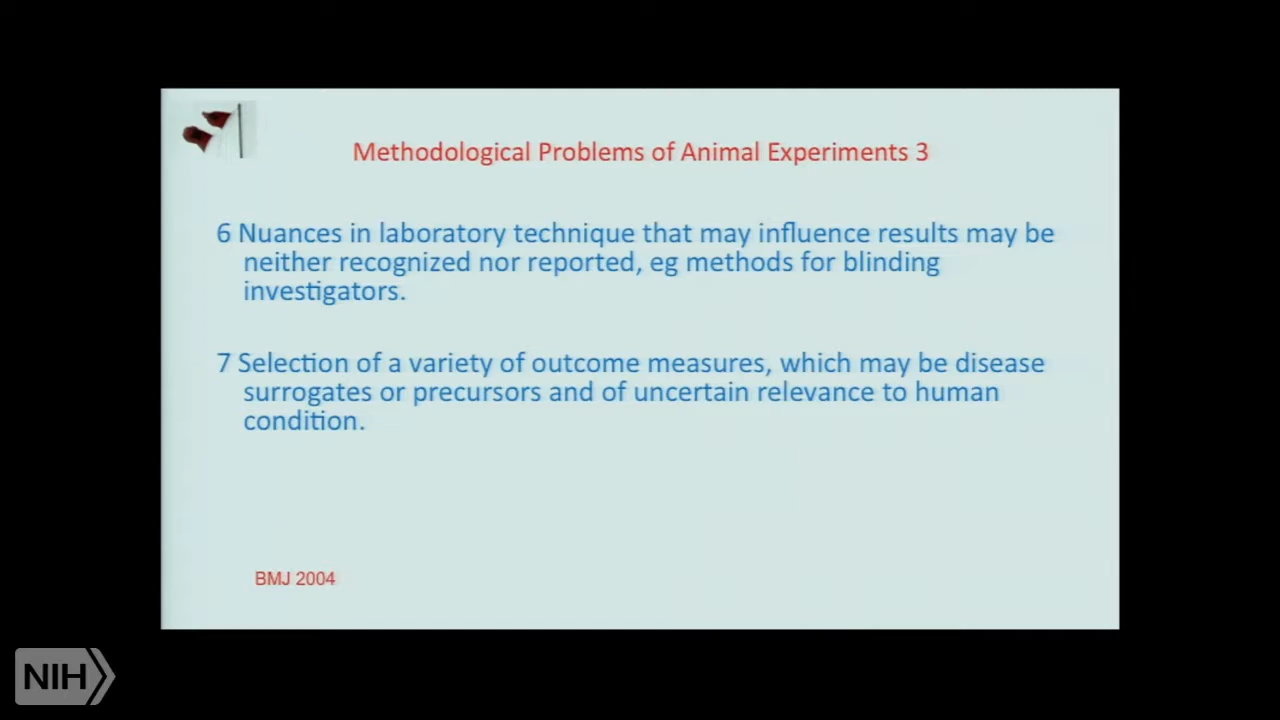 Methodological Problems of Animal Experiments 3
6 Nuances in laboratory technique that may influence results may be
neither recognized nor reported, eg methods for blinding
investigators.
7 Selection of a variety of outcome measures, which may be disease
surrogates or precursors and of uncertain relevance to human
condition.
BMJ 2004
NIH